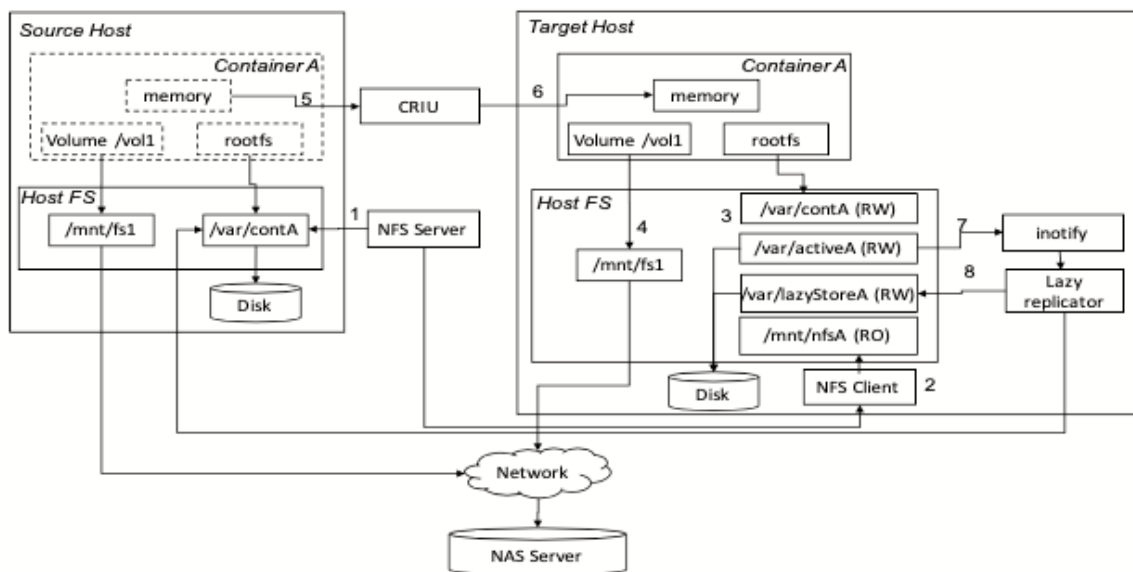 Source Host
Container A
memory
5
Volume /vol1
rootfs
Host FS
/mnt/fs1
/var/contA
Disk
1
NFS Server
CRIU
6
Target Host
Container A
memory
Volume /vol1
rootfs
Host FS
4
/mnt/fs1
3
/var/contA (RW)
/var/activeA (RW)
/var/lazyStoreA (RW)
/mnt/nfsA (RO)
Disk
NFS Client
2
7
inotify
8
Lazy
replicator
Network
NAS Server